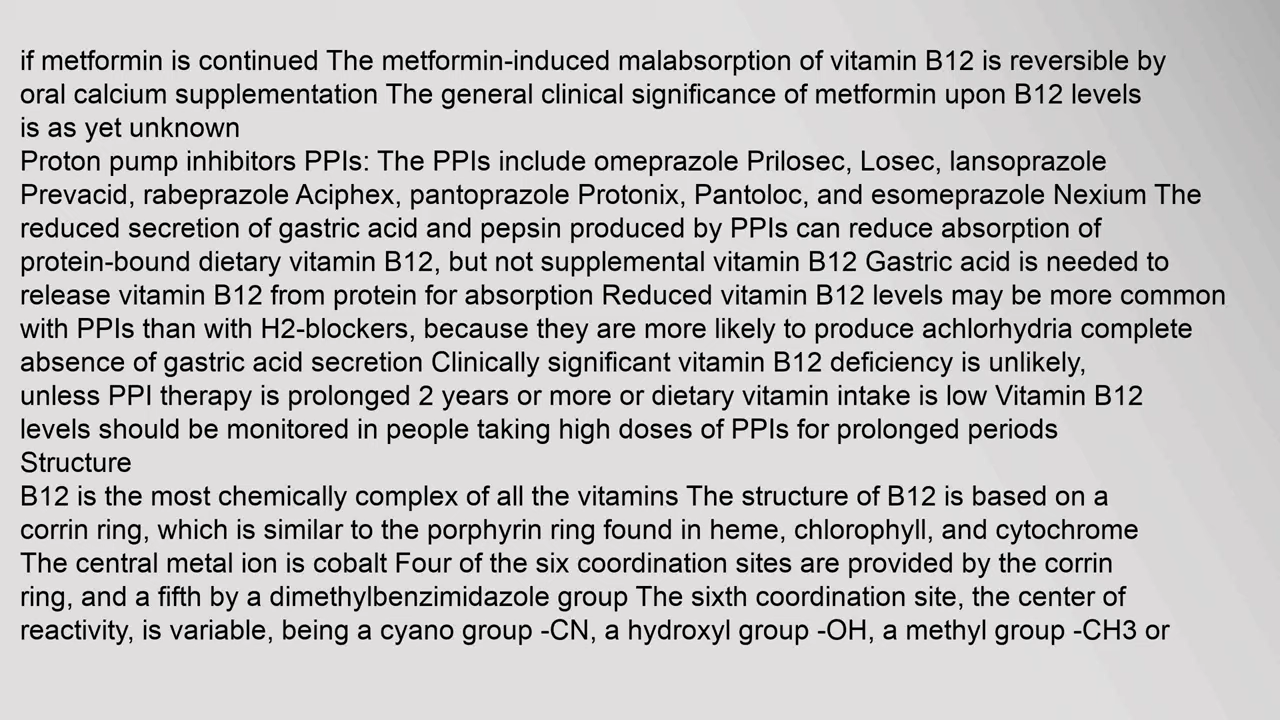 if metformin is continued The metformin-induced malabsorption of vitamin B12 is reversible by
oral calcium supplementation The general clinical significance of metformin upon B12 levels
is as yet unknown
Proton pump inhibitors PPIs: The PPIs include omeprazole Prilosec, Losec, lansoprazole
Prevacid, rabeprazole Aciphex, pantoprazole Protonix, Pantoloc, and esomeprazole Nexium The
reduced secretion of gastric acid and pepsin produced by PPIs can reduce absorption of
protein-bound dietary vitamin B12, but not supplemental vitamin B12 Gastric acid is needed to
release vitamin B12 from protein for absorption Reduced vitamin B12 levels may be more common
with PPIs than with H2-blockers, because they are more likely to produce achlorhydria complete
absence of gastric acid secretion Clinically significant vitamin B12 deficiency is unlikely,
unless PPI therapy is prolonged 2 years or more or dietary vitamin intake is low Vitamin B12
levels should be monitored in people taking high doses of PPIs for prolonged periods
Structure
B12 is the most chemically complex of all the vitamins The structure of B12 is based on a
corrin ring, which is similar to the porphyrin ring found in heme, chlorophyll, and cytochrome
The central metal ion is cobalt Four of the six coordination sites are provided by the corrin
ring, and a fifth by a dimethylbenzimidazole group The sixth coordination site, the center of
reactivity, is variable, being a cyano group -CN, a hydroxyl group -OH, a methyl group -CH3 or